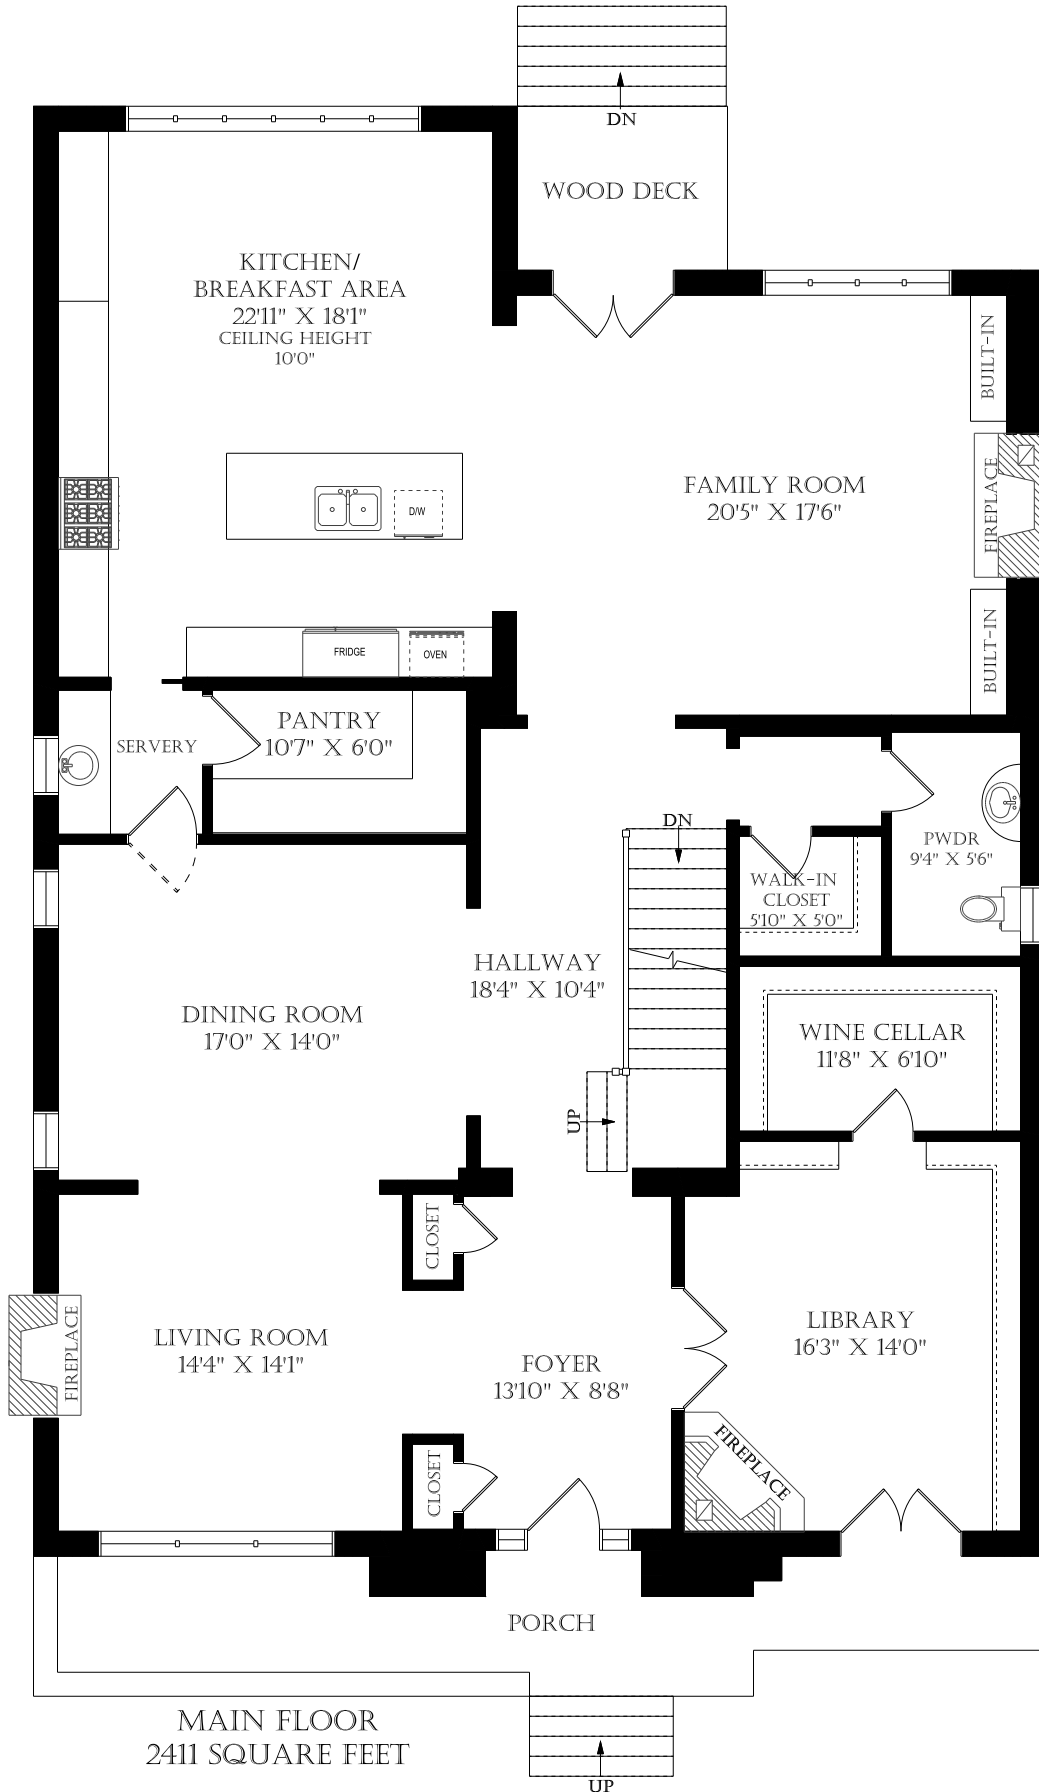 DN
WOOD DECK
KITCHEN/
BREAKFAST AREA
22'11" X 18'1"
CEILING HEIGHT
10'0"
BUILT-IN
FAMILY ROOM
20'5" X 17'6"
FIREPLACE
D/W
FRIDGE
OVEN
BUILT-IN
SERVERY
PANTRY
10'7" X 6'0"
DN
PWDR
9'4" X 5'6"
WALK-IN
CLOSET
5'10" X 5'0"
HALLWAY
18'4" X 10'4"
DINING ROOM
17'0" X 14'0"
WINE CELLAR
11'8" X 6'10"
UP
CLOSET
LIVING ROOM
14'4" X 14'1"
FIREPLACE
FOYER
13'10" X 8'8"
LIBRARY
16'3" X 14'0"
FIREPLACE
CLOSET
PORCH
MAIN FLOOR
2411 SQUARE FEET
UP